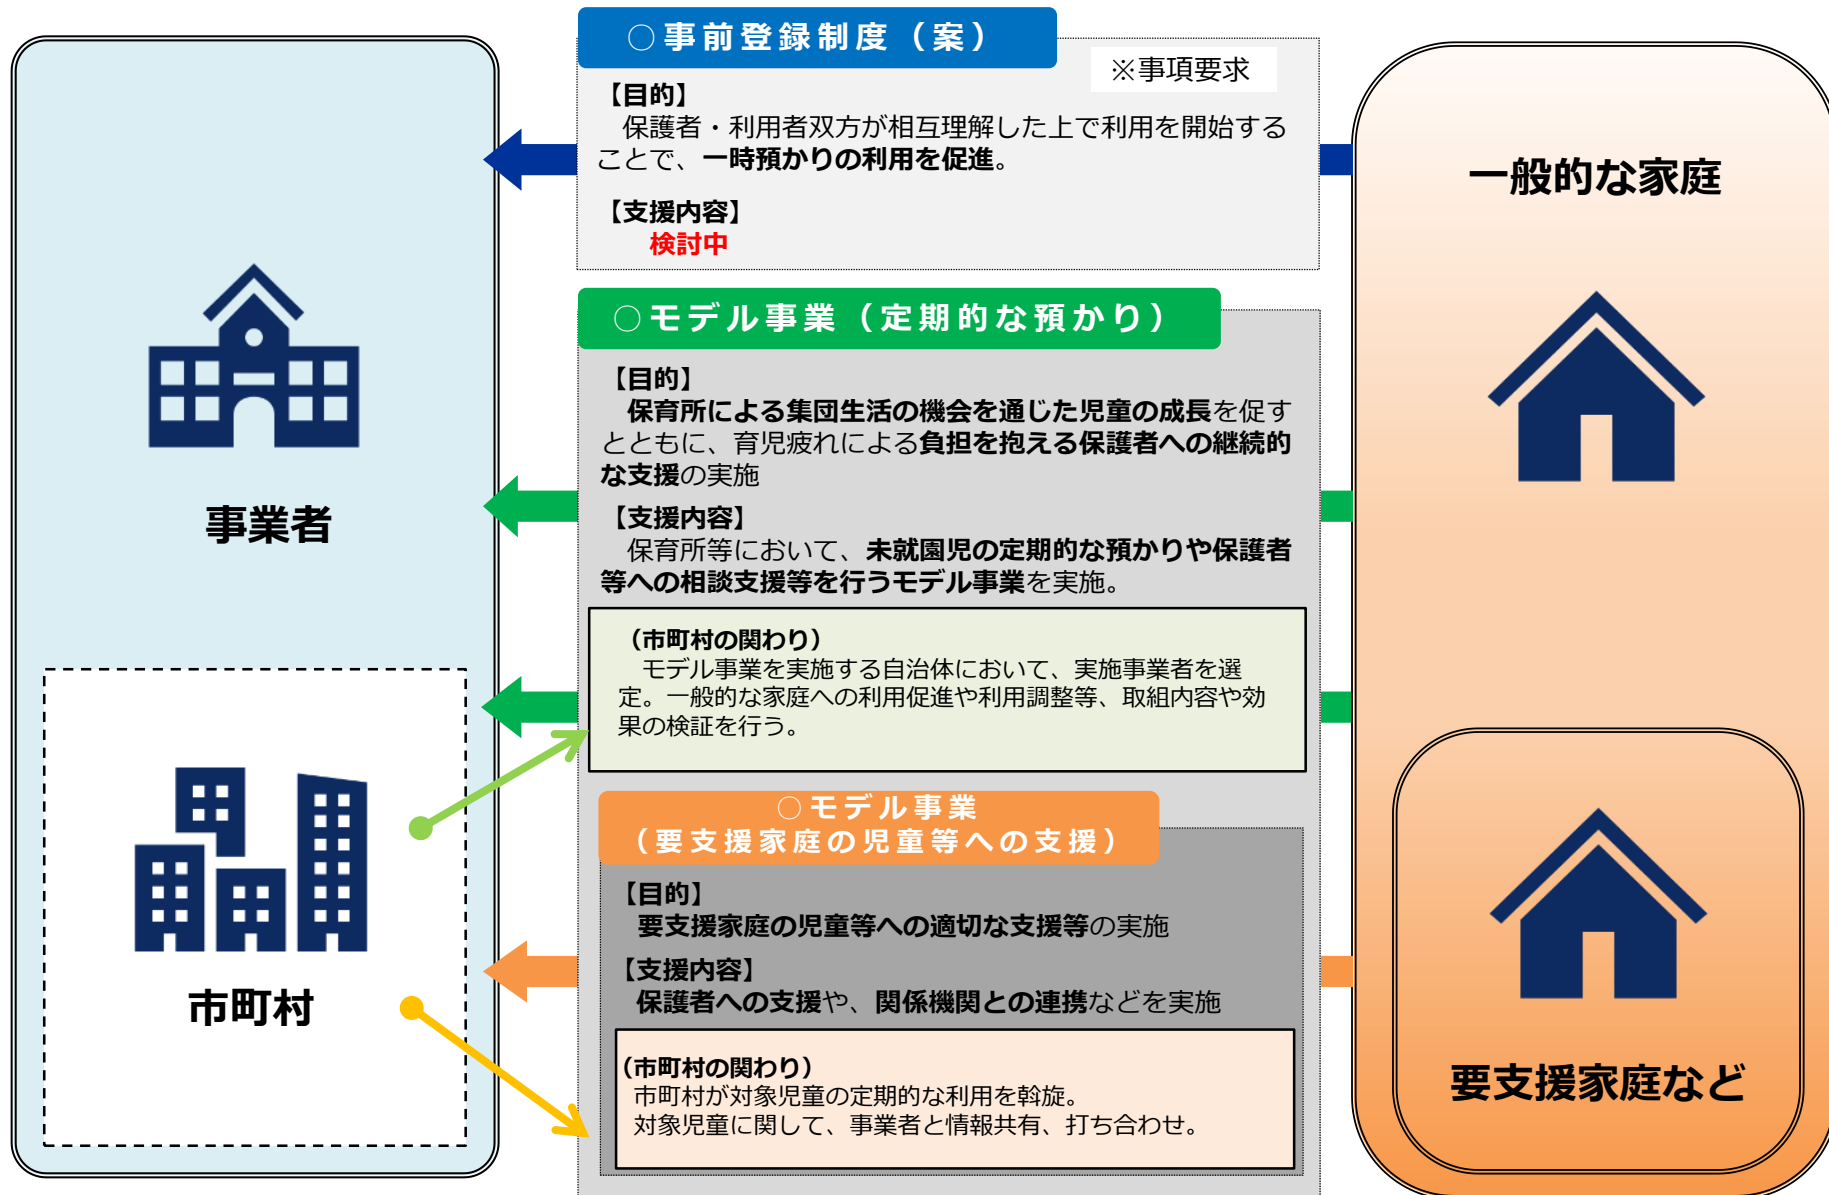 ○事前登録制度（案）
※事項要求
【目的】
保護者・利用者双方が相互理解した上で利用を開始する
ことで、一時預かりの利用を促進。
【支援内容】
検討中
○モデル事業（定期的な預かり）
【目的】
保育所による集団生活の機会を通じた児童の成長を促す
とともに、育児疲れによる負担を抱える保護者への継続的
な支援の実施
【支援内容】
保育所等において、未就園児の定期的な預かりや保護者
等への相談支援等を行うモデル事業を実施。
（市町村の関わり）
モデル事業を実施する自治体において、実施事業者を選
定。一般的な家庭への利用促進や利用調整等、取組内容や効
果の検証を行う。
○モデル事業
（要支援家庭の児童等への支援）
【目的】
要支援家庭の児童等への適切な支援等の実施
【支援内容】
保護者への支援や、関係機関との連携などを実施
（市町村の関わり）
市町村が対象児童の定期的な利用を斡旋。
対象児童に関して、事業者と情報共有、打ち合わせ。
事業者
市町村
一般的な家庭
要支援家庭など